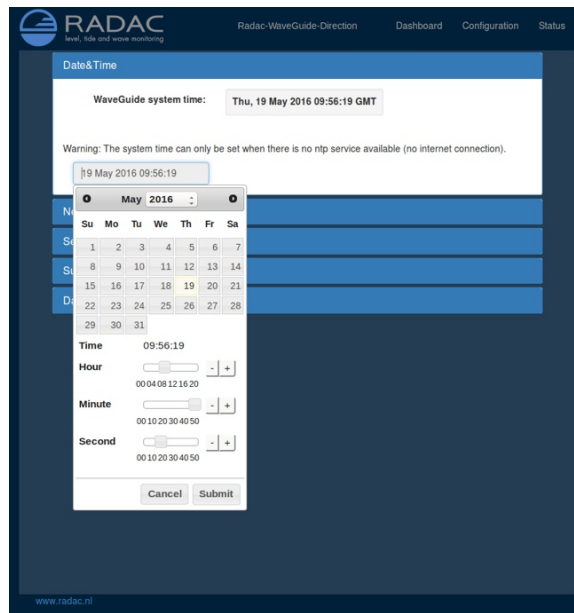 RADAC
level, tide and wave monitoring
Radac-WaveGuide-Direction Dashboard Configuration Status
Date&Time
WaveGuide system time: Thu, 19 May 2016 09:56:19 GMT
Warning: The system time can only be set when there is no ntp service available (no internet connection).
19 May 2016 09:56:19
May 2016
Su Mo Tu We Th Fr Sa
1 2 3 4 5 6 7
8 9 10 11 12 13 14
15 16 17 18 19 20 21
22 23 24 25 26 27 28
29 30 31
Time 09:56:19
Hour - +
00 04 08 12 16 20
Minute - +
00 10 20 30 40 50
Second - +
00 10 20 30 40 50
Cancel Submit
www.radac.nl